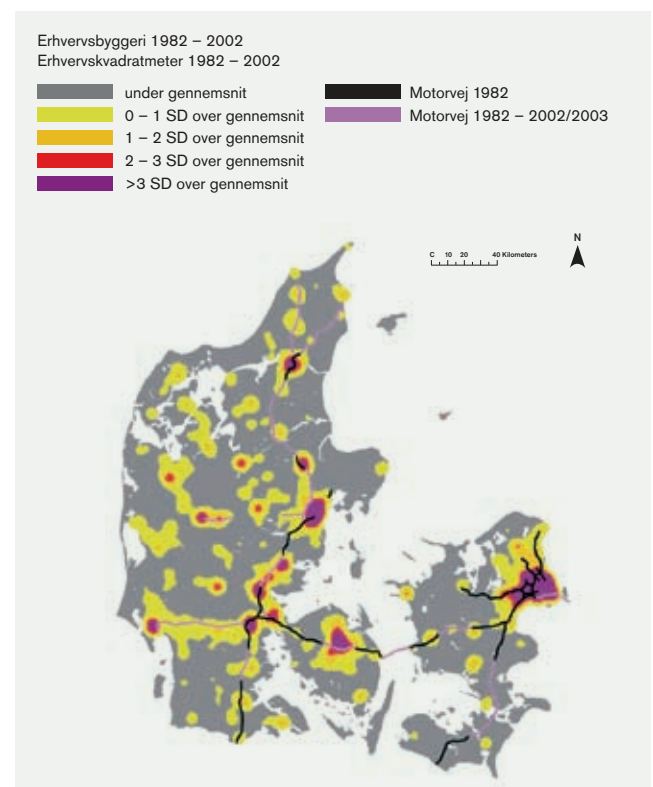 Erhvervsbyggeri 1982 – 2002
Erhvervskvadratmeter 1982 – 2002
under gennemsnit
0 – 1 SD over gennemsnit
1 – 2 SD over gennemsnit
2 – 3 SD over gennemsnit
>3 SD over gennemsnit
Motorvej 1982
Motorvej 1982 – 2002/2003
N
C 10 20 40 Kilometers